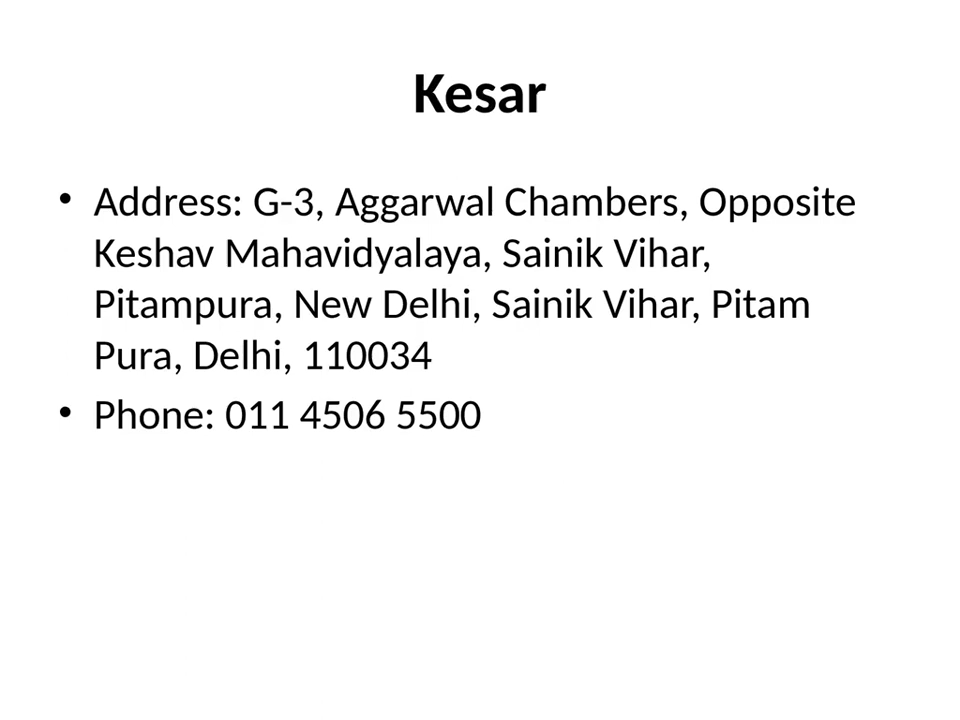 Kesar
• Address: G-3, Aggarwal Chambers, Opposite
Keshav Mahavidyalaya, Sainik Vihar,
Pitampura, New Delhi, Sainik Vihar, Pitam
Pura, Delhi, 110034
• Phone: 011 4506 5500